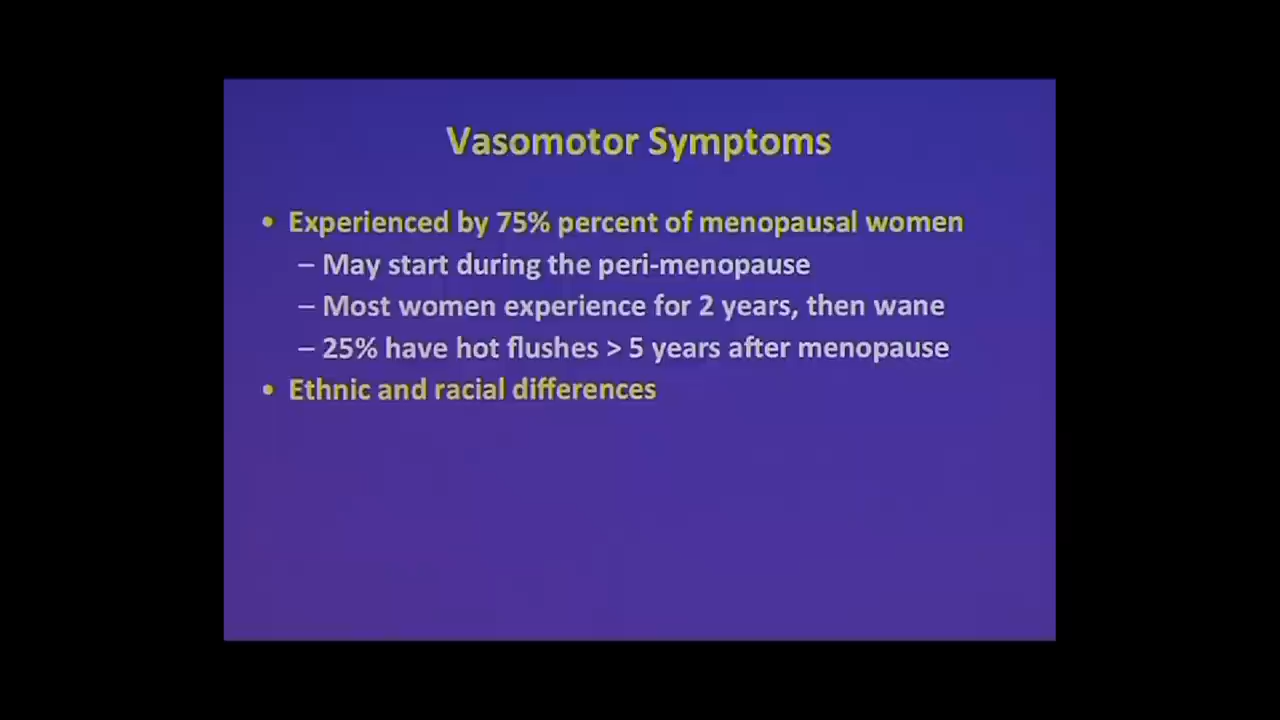 Vasomotor Symptoms
• Experienced by 75% percent of menopausal women
– May start during the peri-menopause
– Most women experience for 2 years, then wane
– 25% have hot flushes > 5 years after menopause
• Ethnic and racial differences